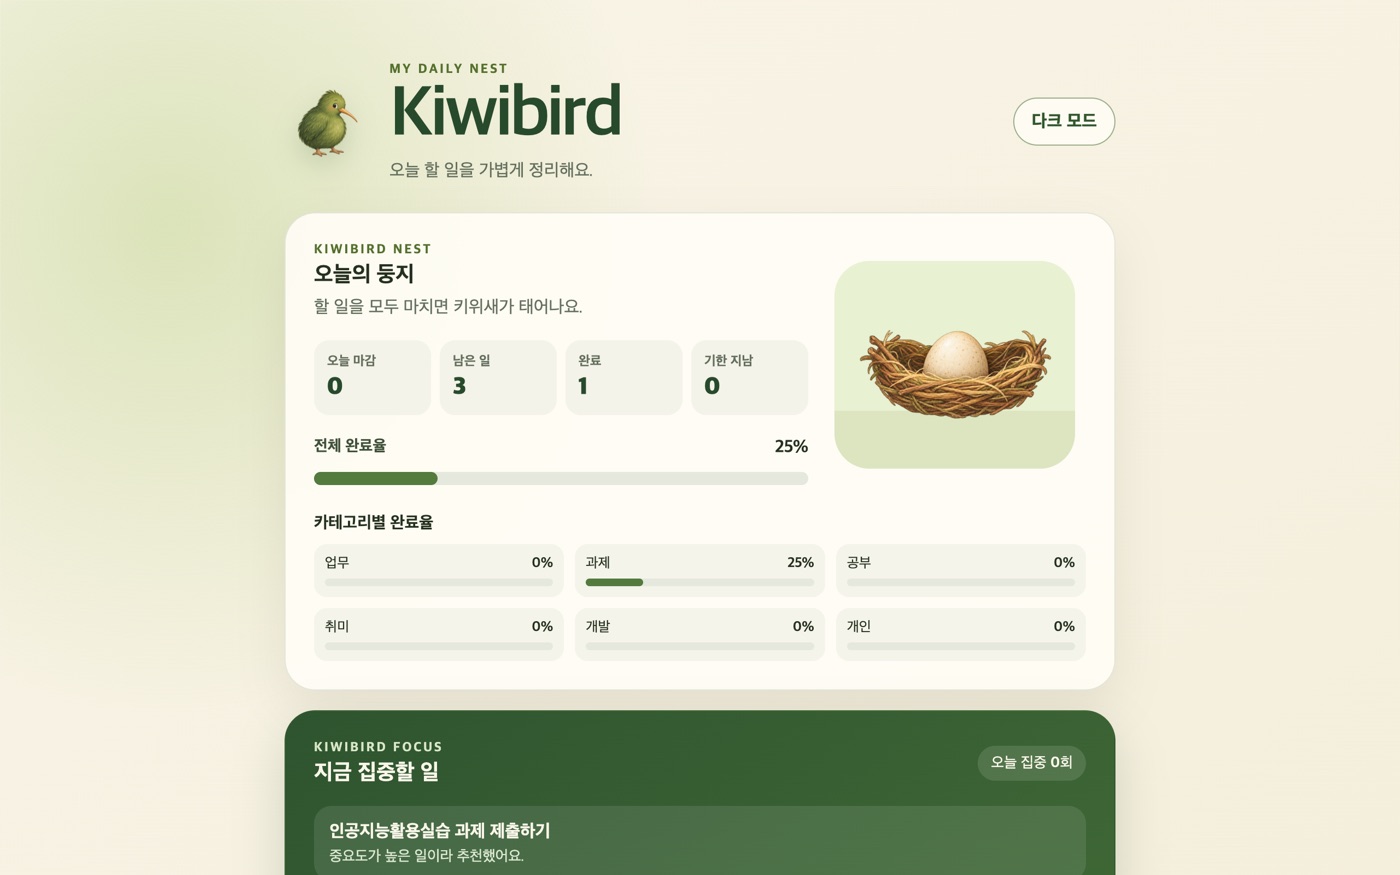 MY DAILY NEST
Kiwibird
오늘 할 일을 가볍게 정리해요.
다크 모드
KIWIBIRD NEST
오늘의 둥지
할 일을 모두 마치면 키위새가 태어나요.
오늘 마감
0
남은 일
3
완료
1
기한 지남
0
전체 완료율
25%
카테고리별 완료율
업무 0%
과제 25%
공부 0%
취미 0%
개발 0%
개인 0%
KIWIBIRD FOCUS
지금 집중할 일
오늘 집중 0회
인공지능활용실습 과제 제출하기
중요도가 높은 일이라 추천했어요.